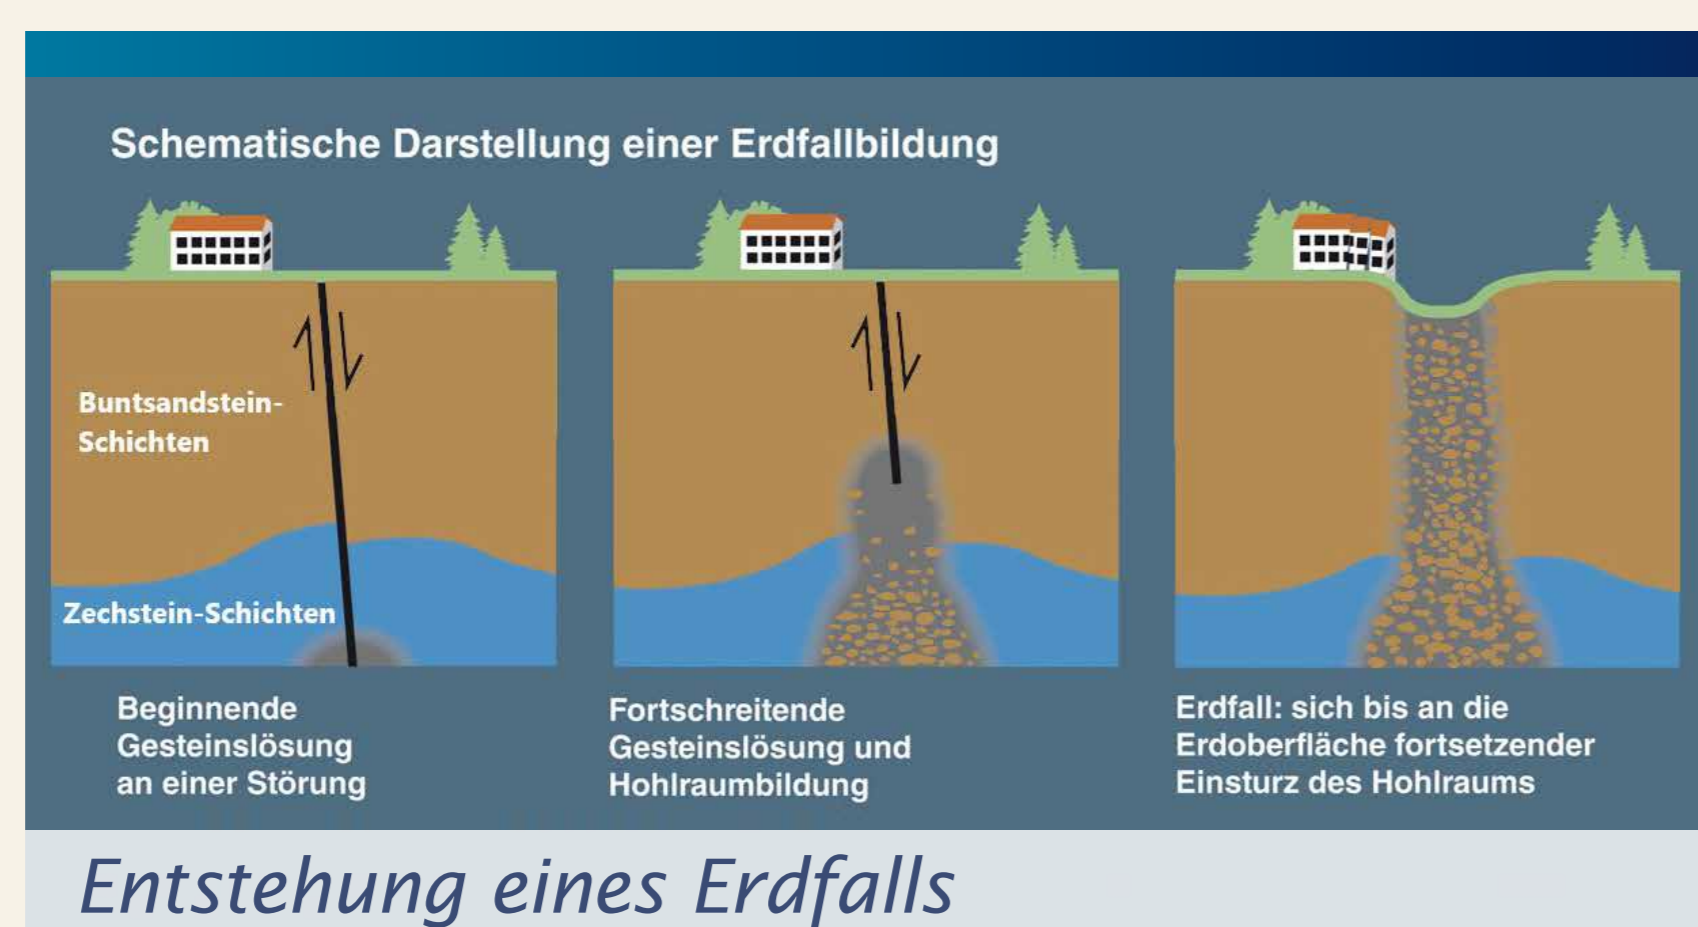 Schematische Darstellung einer Erdfallbildung
Buntsandstein-
Schichten
Zechstein-Schichten
Beginnende
Gesteinslösung
an einer Störung
Fortschreitende
Gesteinslösung und
Hohlraumbildung
Erdfall: sich bis an die
Erdoberfläche fortsetzender
Einsturz des Hohlraums
Entstehung eines Erdfalls